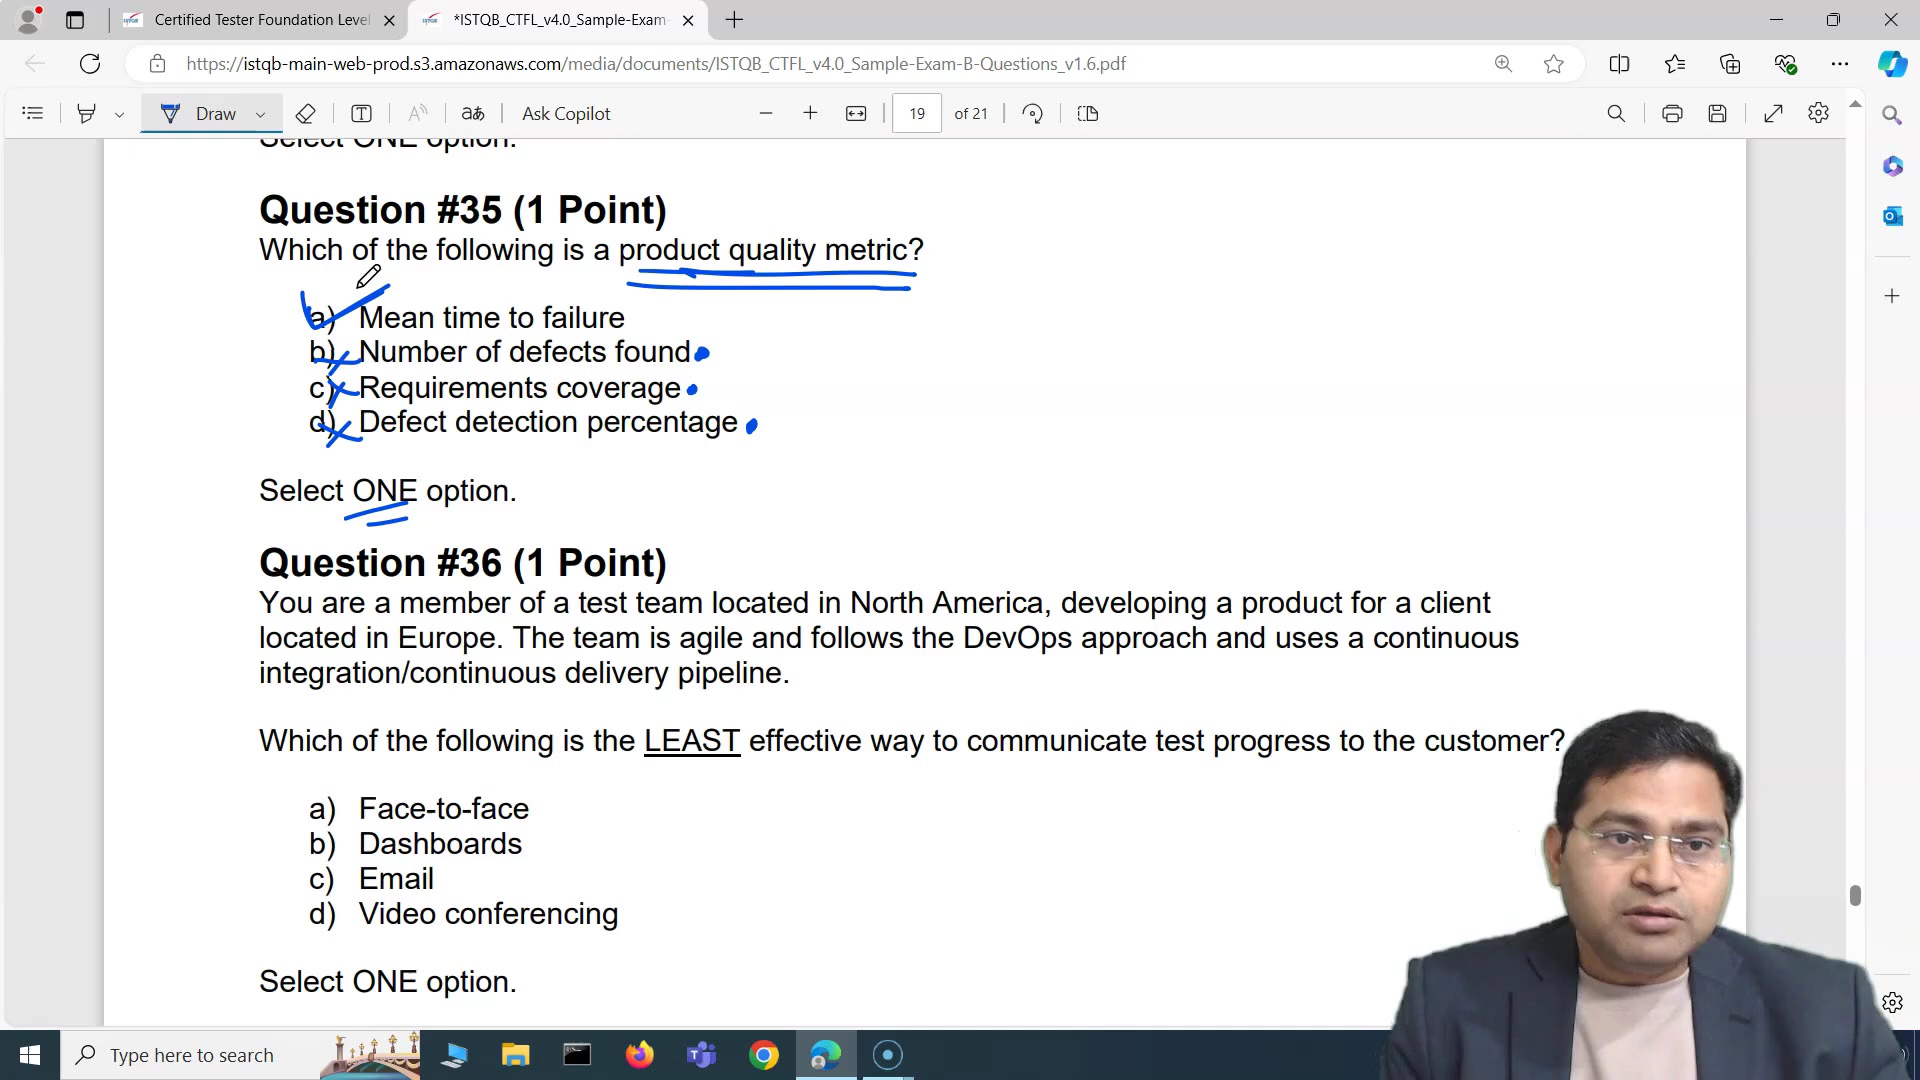 Certified Tester Foundation Level
*ISTQB_CTFL_v4.0_Sample-Exam-
https://istqb-main-web-prod.s3.amazonaws.com/media/documents/ISTQB_CTFL_v4.0_Sample-Exam-B-Questions_v1.6.pdf
Draw
Ask Copilot
19 of 21
Select ONE option.
Question #35 (1 Point)
Which of the following is a product quality metric?
a) Mean time to failure
b) Number of defects found
c) Requirements coverage
d) Defect detection percentage
Select ONE option.
Question #36 (1 Point)
You are a member of a test team located in North America, developing a product for a client
located in Europe. The team is agile and follows the DevOps approach and uses a continuous
integration/continuous delivery pipeline.
Which of the following is the LEAST effective way to communicate test progress to the customer?
a) Face-to-face
b) Dashboards
c) Email
d) Video conferencing
Select ONE option.
Type here to search